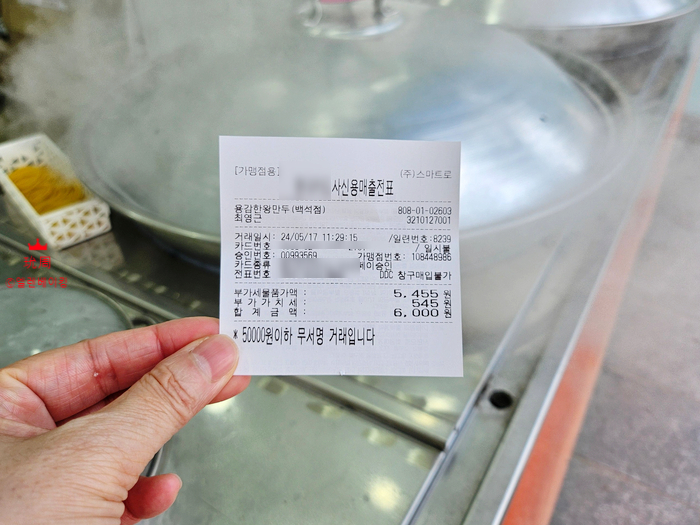 [가맹점용]
(주)스마트로
사신용매출전표
용감한왕만두(백석점) 808-01-02603
최영근 3210127001
거래일시: 24/05/17 11:29:15 /일련번호:8239
카드번호 / 일시불
승인번호: 00993569 가맹점번호: 108448986
카드종류 페이승인
전표번호 DDC 창구매입불가
부가세물품가액 : 5,455 원
부 가 가 치 세 : 545 원
합 계 금 액 : 6,000 원
* 50000원이하 무서명 거래입니다